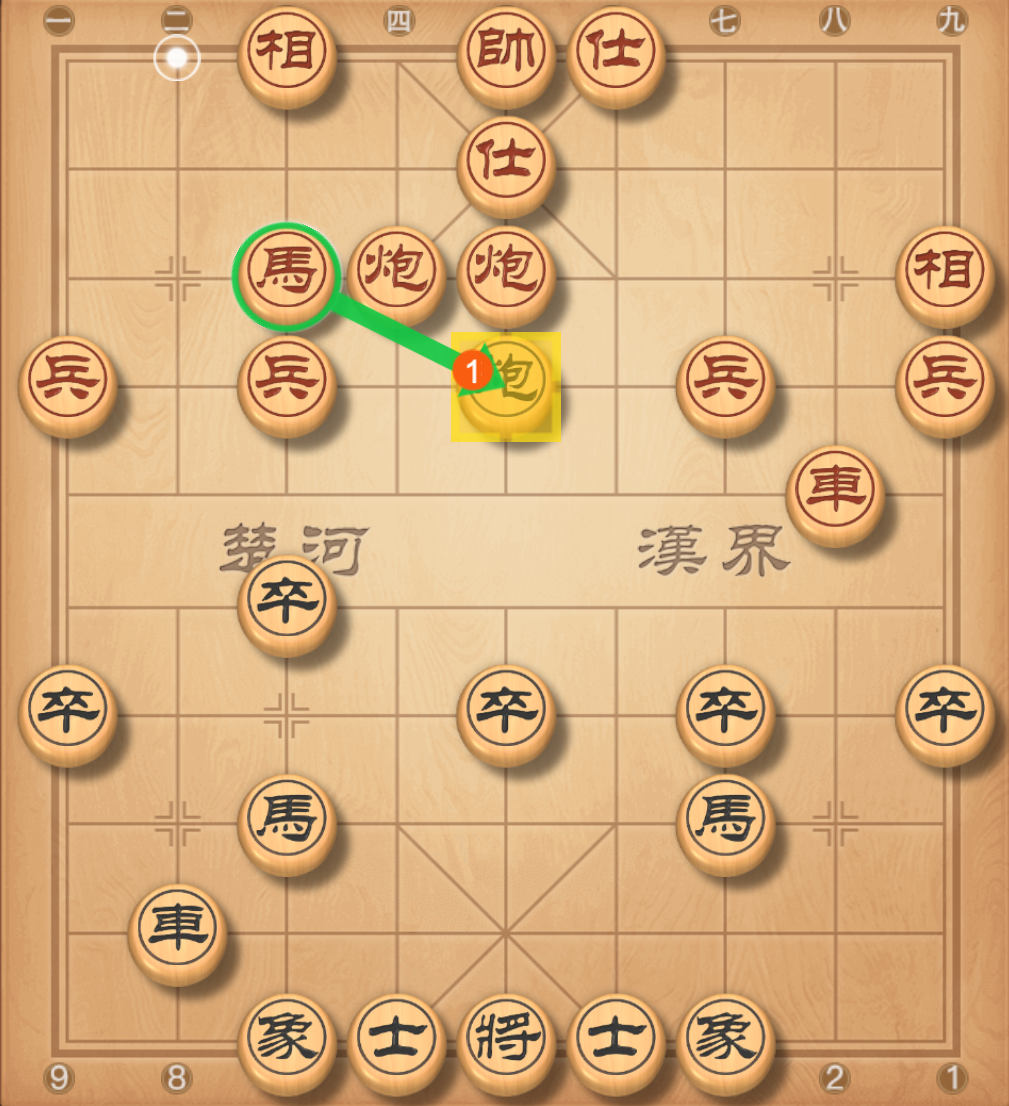 一 二 四 七 八 九
相 帥 仕
仕
馬 炮 炮 相
兵 兵 1 炮 兵 兵
車
楚河 漢界
卒
卒 卒 卒 卒
馬 馬
車
象 士 將 士 象
9 8 2 1